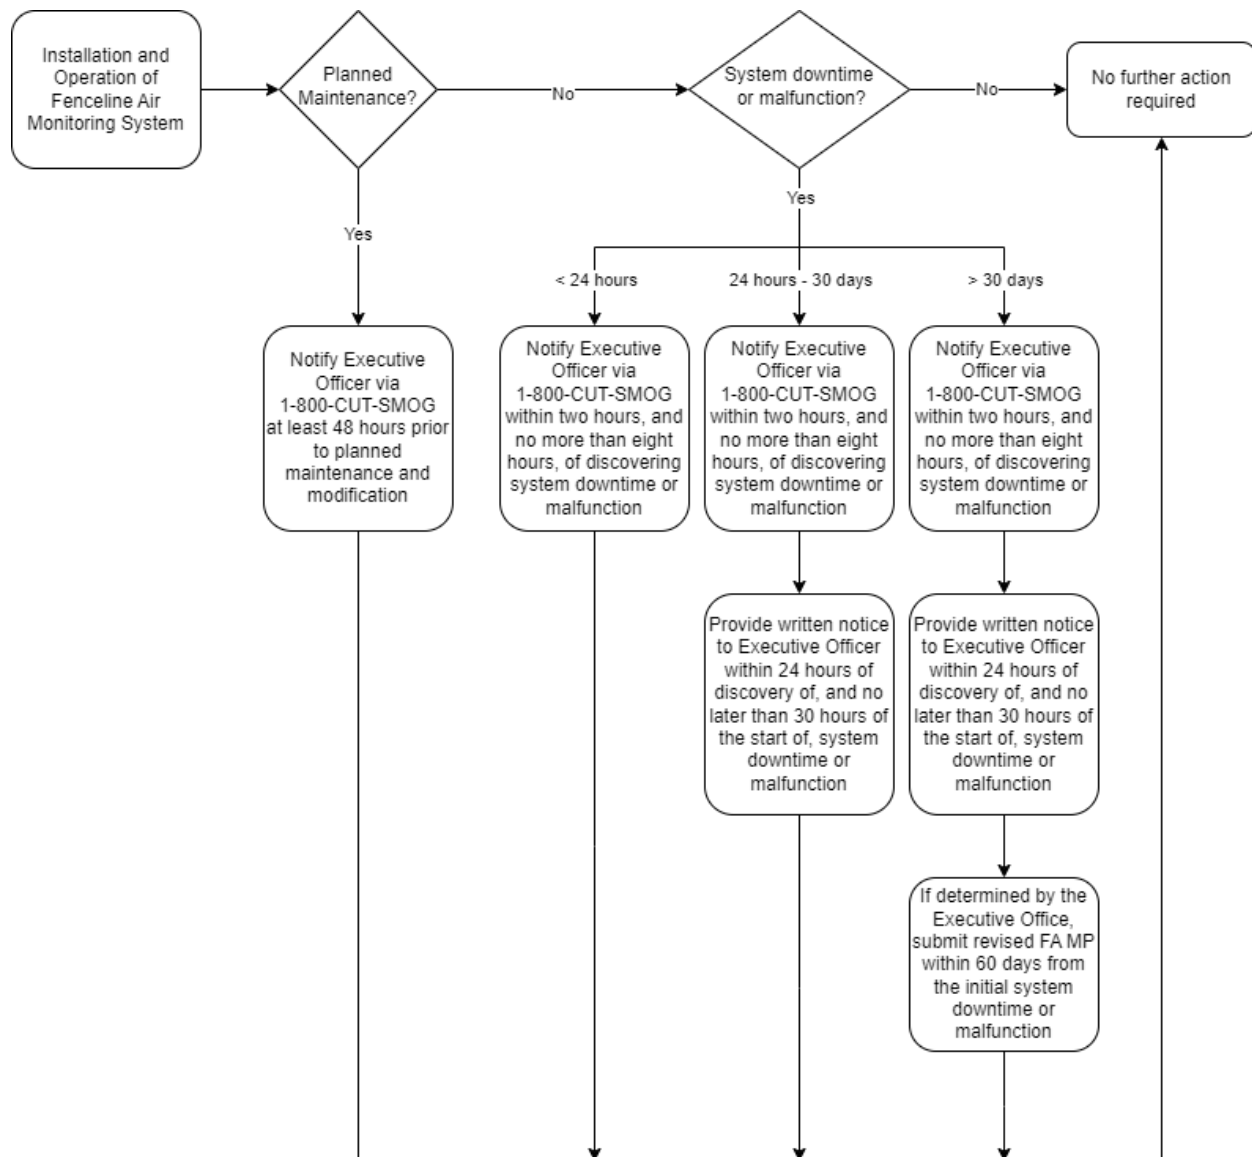 Installation and
Operation of
Fenceline Air
Monitoring System
Planned
Maintenance?
No
System downtime
or malfunction?
No
No further action
required
Yes
Yes
< 24 hours
24 hours - 30 days
> 30 days
Notify Executive
Officer via
1-800-CUT-SMOG
at least 48 hours prior
to planned
maintenance and
modification
Notify Executive
Officer via
1-800-CUT-SMOG
within two hours, and
no more than eight
hours, of discovering
system downtime or
malfunction
Notify Executive
Officer via
1-800-CUT-SMOG
within two hours, and
no more than eight
hours, of discovering
system downtime or
malfunction
Notify Executive
Officer via
1-800-CUT-SMOG
within two hours, and
no more than eight
hours, of discovering
system downtime or
malfunction
Provide written notice
to Executive Officer
within 24 hours of
discovery of, and no
later than 30 hours of
the start of, system
downtime or
malfunction
Provide written notice
to Executive Officer
within 24 hours of
discovery of, and no
later than 30 hours of
the start of, system
downtime or
malfunction
If determined by the
Executive Office,
submit revised FAMP
within 60 days from
the initial system
downtime or
malfunction